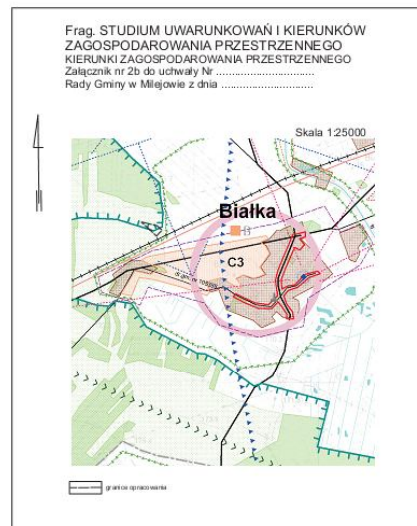 Frag. STUDIUM UWARUNKOWAŃ I KIERUNKÓW
ZAGOSPODAROWANIA PRZESTRZENNEGO
KIERUNKI ZAGOSPODAROWANIA PRZESTRZENNEGO
Załącznik nr 2b do uchwały Nr .................................
Rady Gminy w Milejowie z dnia ..............................
Skala 1:25000
Białka
B
C3
granice opracowania